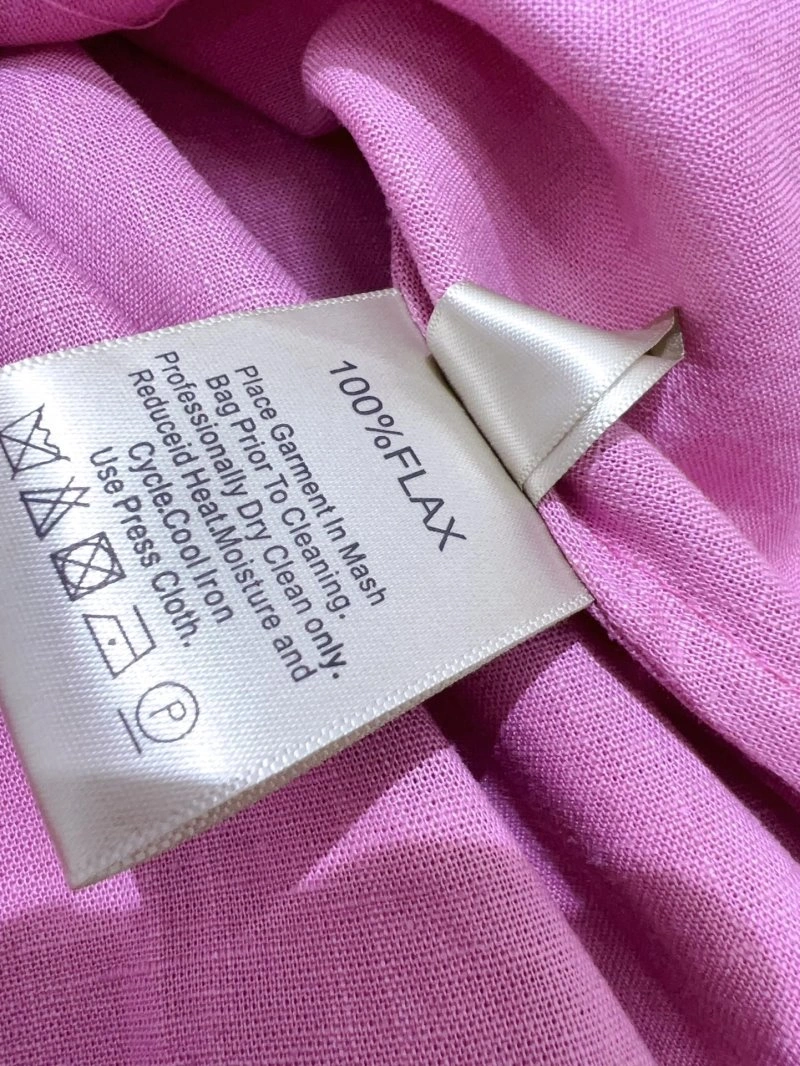 100%FLAX
Place Garment In Mash
Bag Prior To Cleaning.
Professionally Dry Clean only.
Reduceid Heat.Moisture and
Cycle.Cool Iron
Use Press Cloth.
P